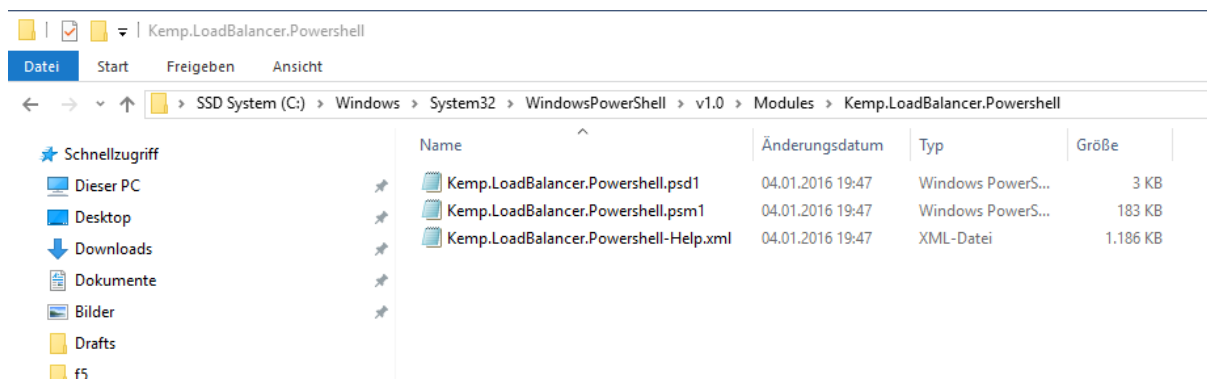 Kemp.LoadBalancer.Powershell
Datei Start Freigeben Ansicht
SSD System (C:) Windows System32 WindowsPowerShell v1.0 Modules Kemp.LoadBalancer.Powershell
Name Änderungsdatum Typ Größe
Schnellzugriff
Dieser PC Kemp.LoadBalancer.Powershell.psd1 04.01.2016 19:47 Windows PowerS... 3 KB
Desktop Kemp.LoadBalancer.Powershell.psm1 04.01.2016 19:47 Windows PowerS... 183 KB
Downloads Kemp.LoadBalancer.Powershell-Help.xml 04.01.2016 19:47 XML-Datei 1.186 KB
Dokumente
Bilder
Drafts
f5